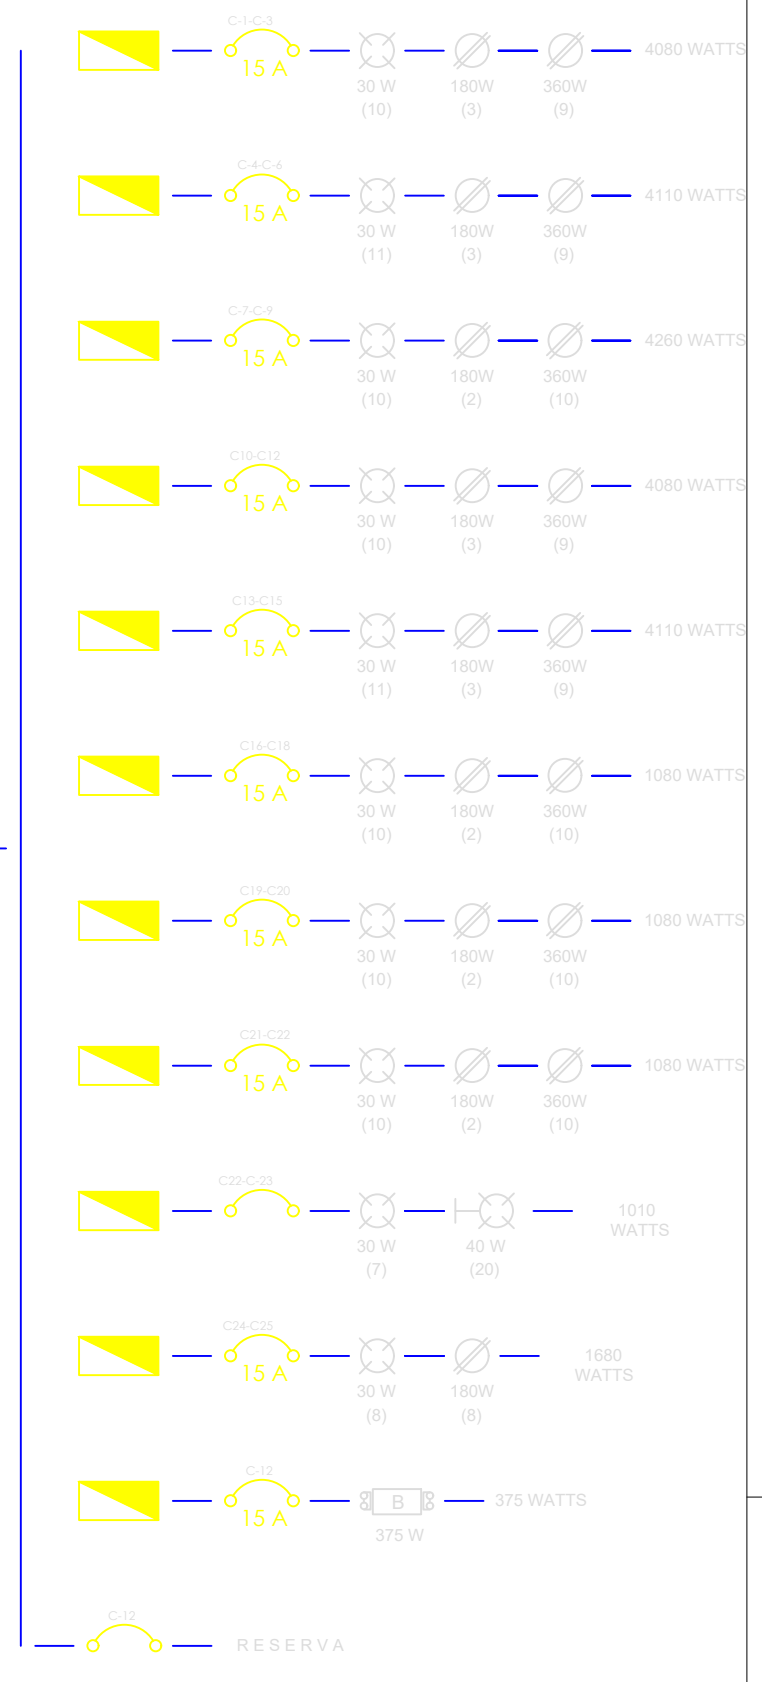 C-1-C-3
15 A
30 W 180W 360W 4080 WATTS
(10) (3) (9)
C-4-C-6
15 A
30 W 180W 360W 4110 WATTS
(11) (3) (9)
C-7-C-9
15 A
30 W 180W 360W 4260 WATTS
(10) (2) (10)
C10-C12
15 A
30 W 180W 360W 4080 WATTS
(10) (3) (9)
C13-C15
15 A
30 W 180W 360W 4110 WATTS
(11) (3) (9)
C16-C18
15 A
30 W 180W 360W 1080 WATTS
(10) (2) (10)
C19-C20
15 A
30 W 180W 360W 1080 WATTS
(10) (2) (10)
C21-C22
15 A
30 W 180W 360W 1080 WATTS
(10) (2) (10)
C22-C-23
30 W 40 W 1010
WATTS
(7) (20)
C24-C25
15 A
30 W 180W 1680
WATTS
(8) (8)
C-12
15 A
B 375 WATTS
375 W
C-12
RESERVA